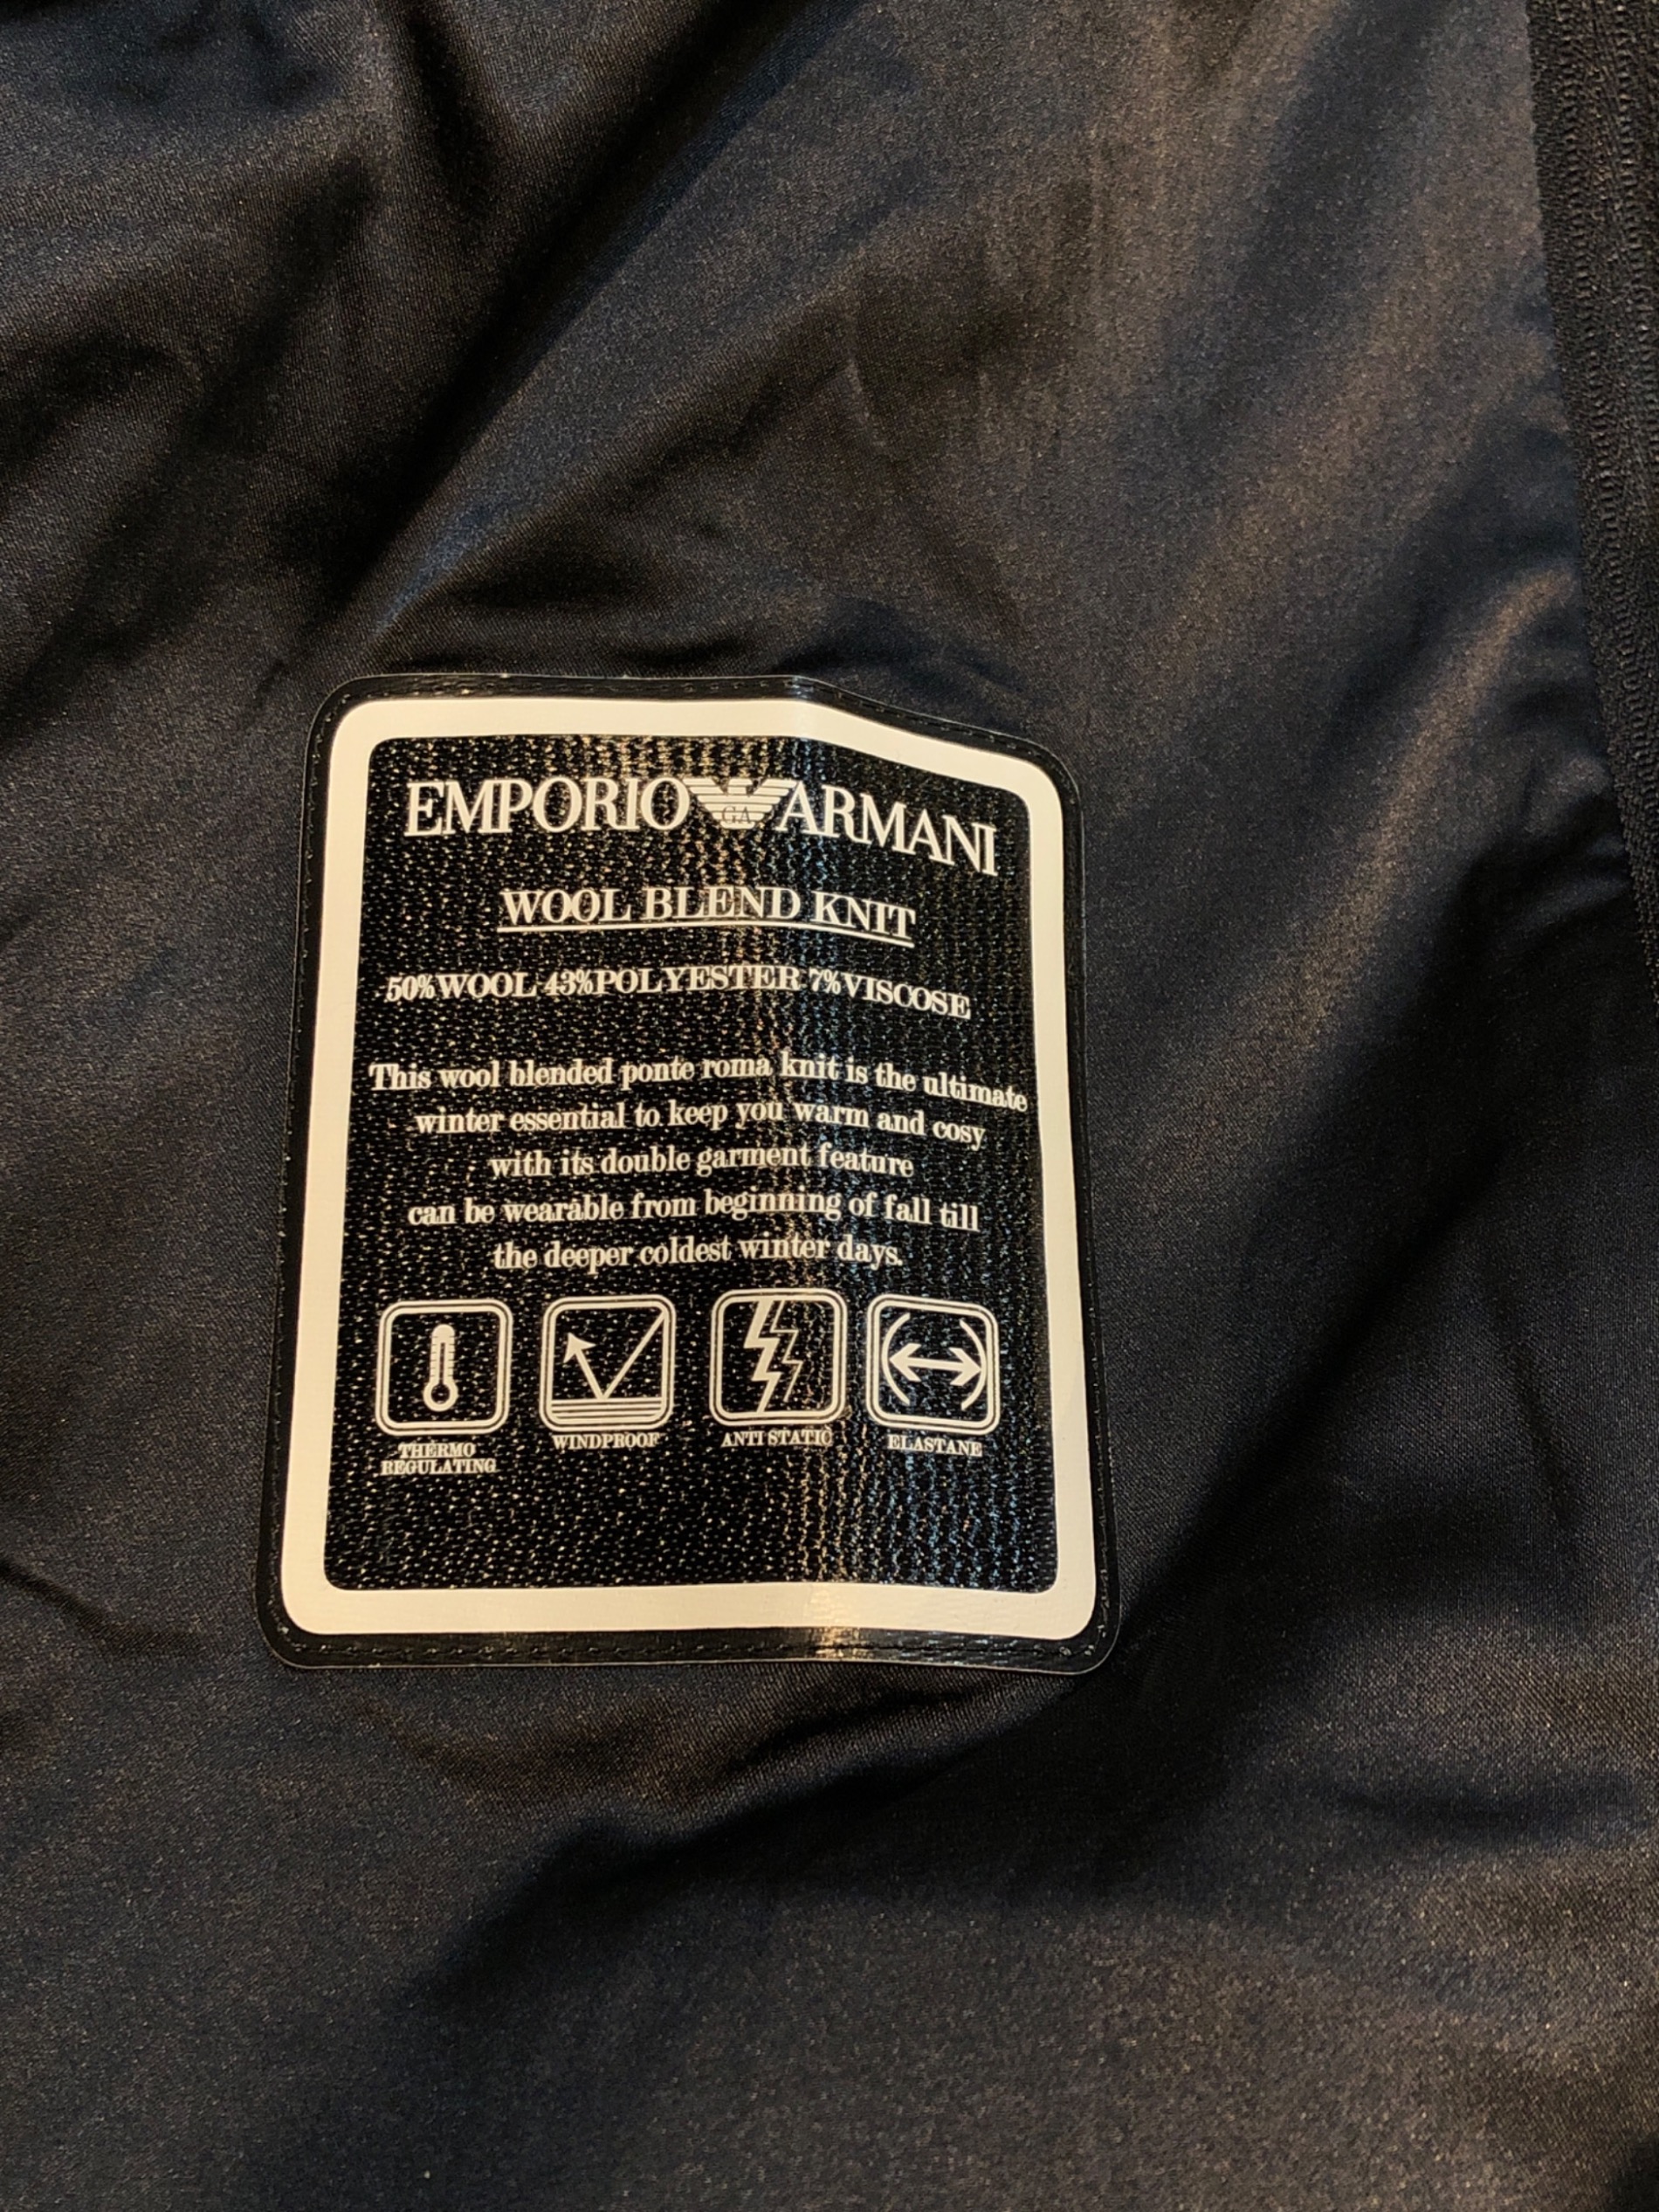 EMPORIO GA ARMANI
WOOL BLEND KNIT
50%WOOL 43%POLYESTER 7%VISCOSE
This wool blended ponte roma knit is the ultimate
winter essential to keep you warm and cosy
with its double garment feature
can be wearable from beginning of fall till
the deeper coldest winter days.
THERMO REGULATING
WINDPROOF
ANTI STATIC
ELASTANE